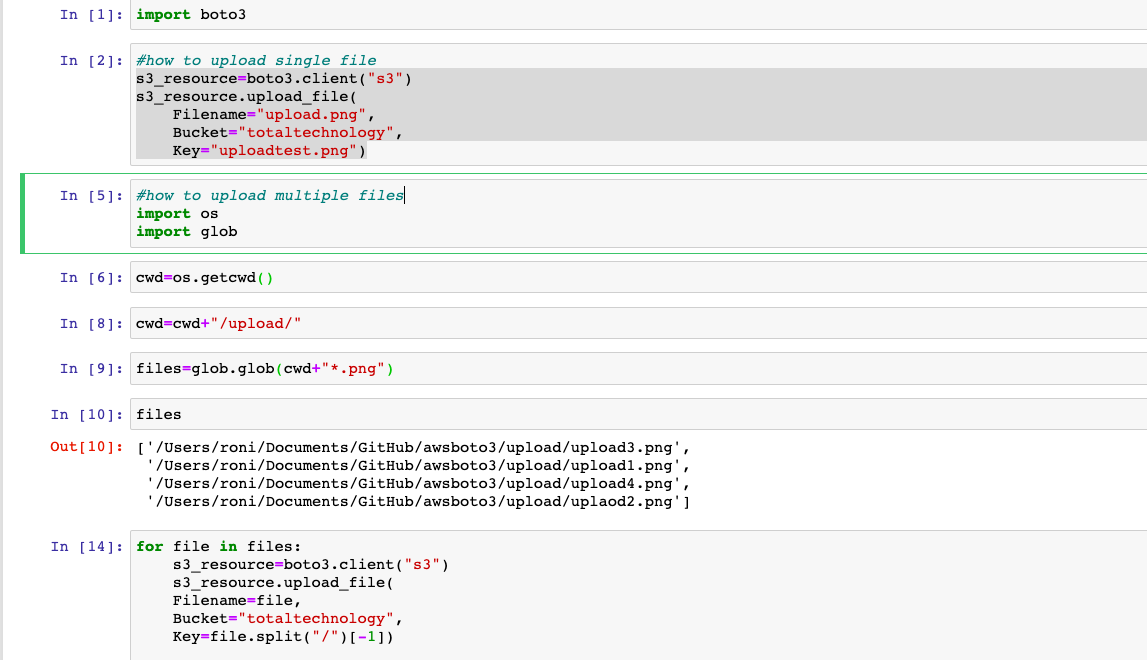 In [1]: import boto3
In [2]: #how to upload single file
s3_resource=boto3.client("s3")
s3_resource.upload_file(
    Filename="upload.png",
    Bucket="totaltechnology",
    Key="uploadtest.png")
In [5]: #how to upload multiple files
import os
import glob
In [6]: cwd=os.getcwd()
In [8]: cwd=cwd+"/upload/"
In [9]: files=glob.glob(cwd+"*.png")
In [10]: files
Out[10]: ['/Users/roni/Documents/GitHub/awsboto3/upload/upload3.png',
 '/Users/roni/Documents/GitHub/awsboto3/upload/upload1.png',
 '/Users/roni/Documents/GitHub/awsboto3/upload/upload4.png',
 '/Users/roni/Documents/GitHub/awsboto3/upload/uplaod2.png']
In [14]: for file in files:
    s3_resource=boto3.client("s3")
    s3_resource.upload_file(
    Filename=file,
    Bucket="totaltechnology",
    Key=file.split("/")[-1])